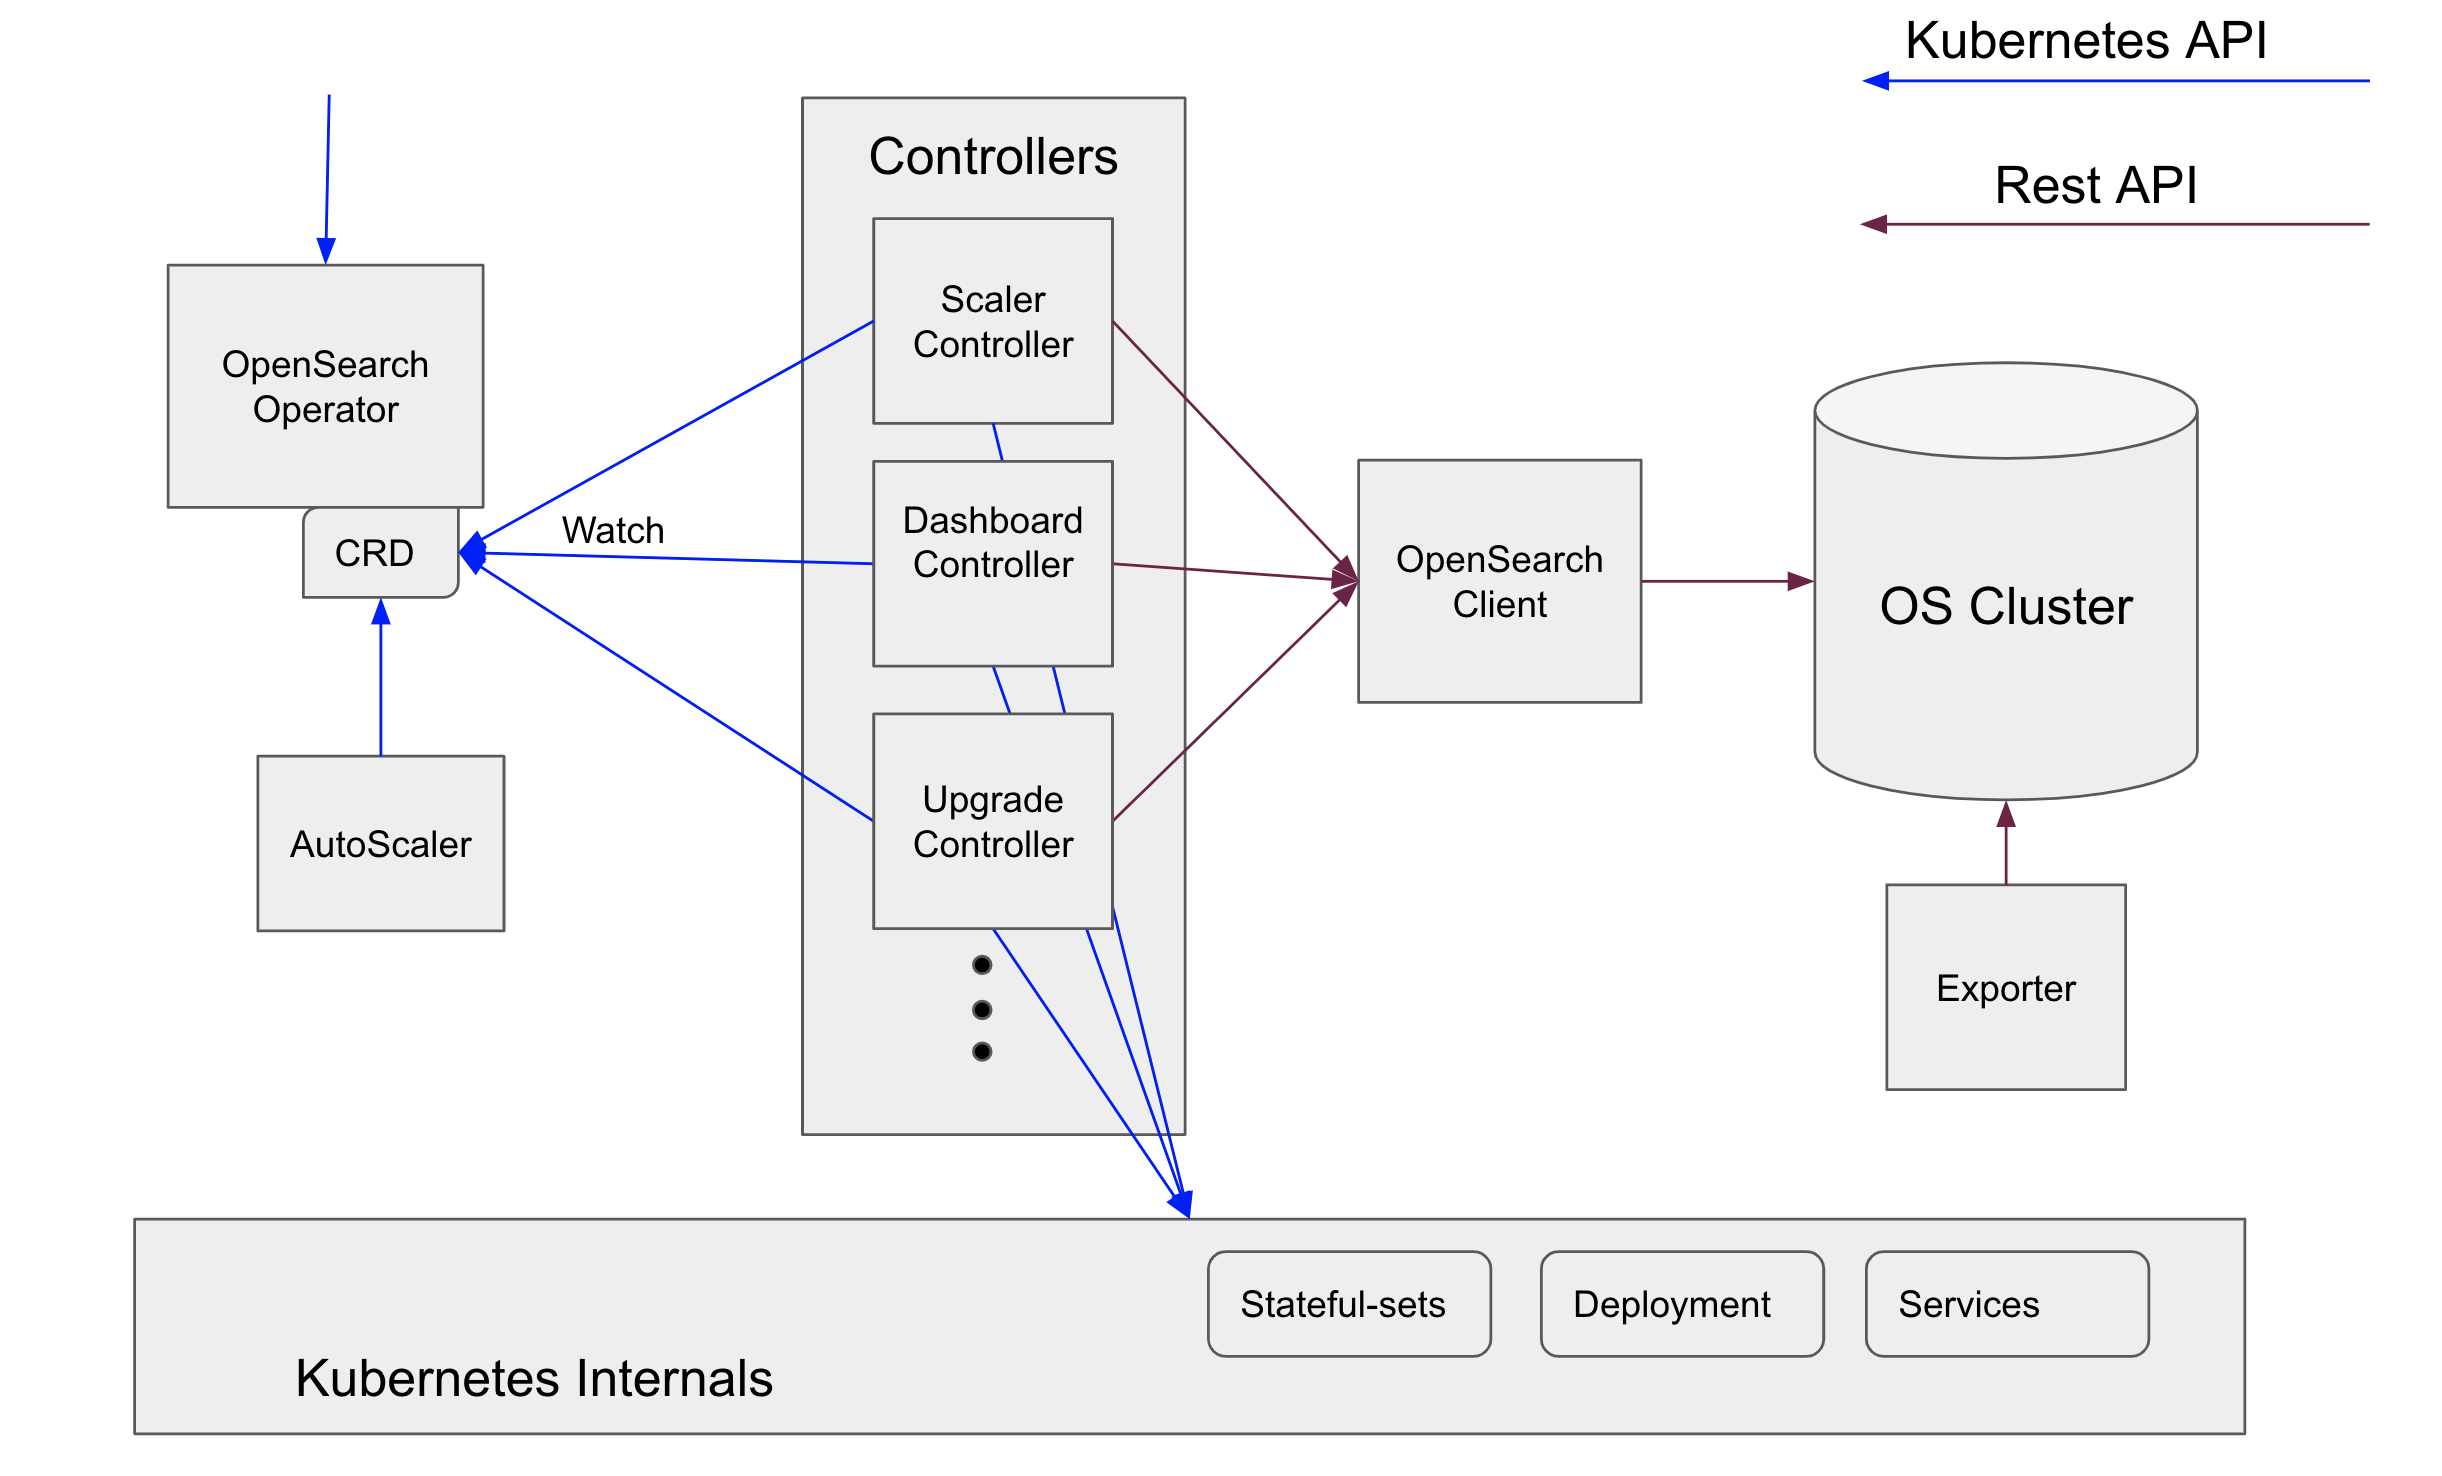 Kubernetes API
Rest API
Controllers
Scaler
Controller
OpenSearch
Operator
CRD
Watch
Dashboard
Controller
OpenSearch
Client
OS Cluster
AutoScaler
Upgrade
Controller
Exporter
Stateful-sets
Deployment
Services
Kubernetes Internals